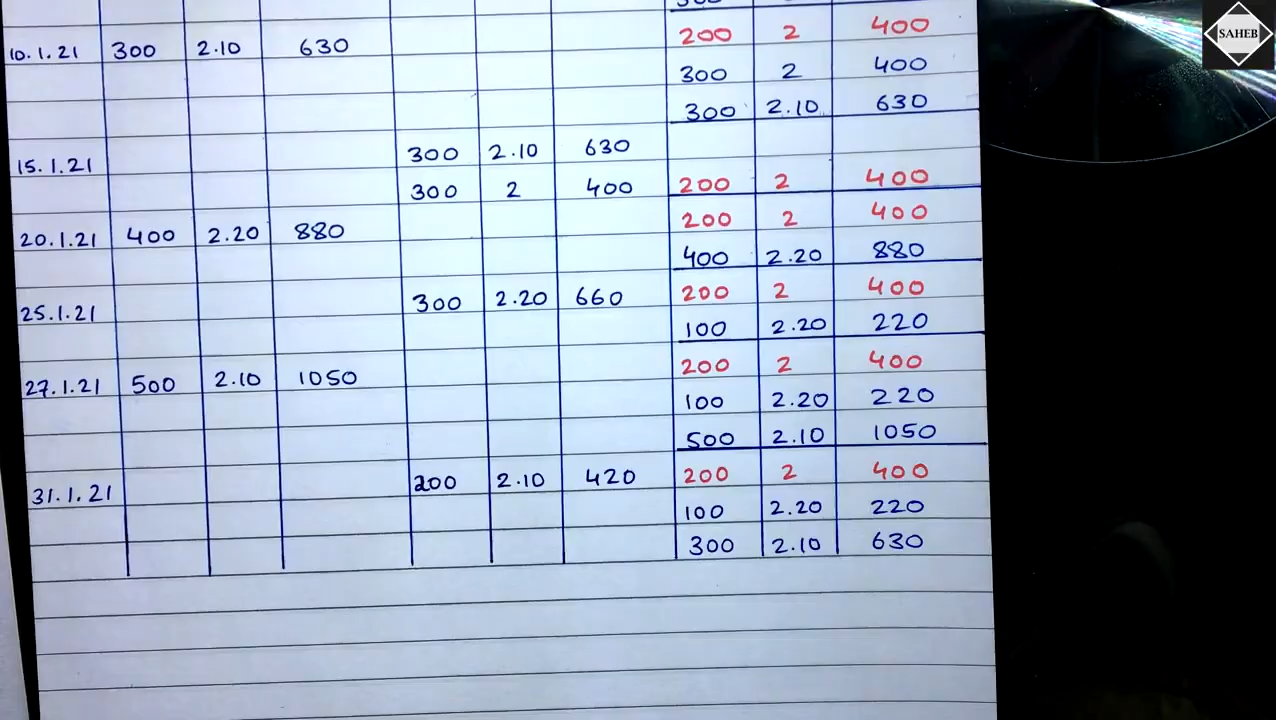 SAHEB
200 2 400
10.1.21 300 2.10 630
300 2 400
300 2.10 630
15.1.21 300 2.10 630
300 2 400 200 2 400
200 2 400
20.1.21 400 2.20 880
400 2.20 880
25.1.21 300 2.20 660 200 2 400
100 2.20 220
200 2 400
27.1.21 500 2.10 1050
100 2.20 220
500 2.10 1050
31.1.21 200 2.10 420 200 2 400
100 2.20 220
300 2.10 630